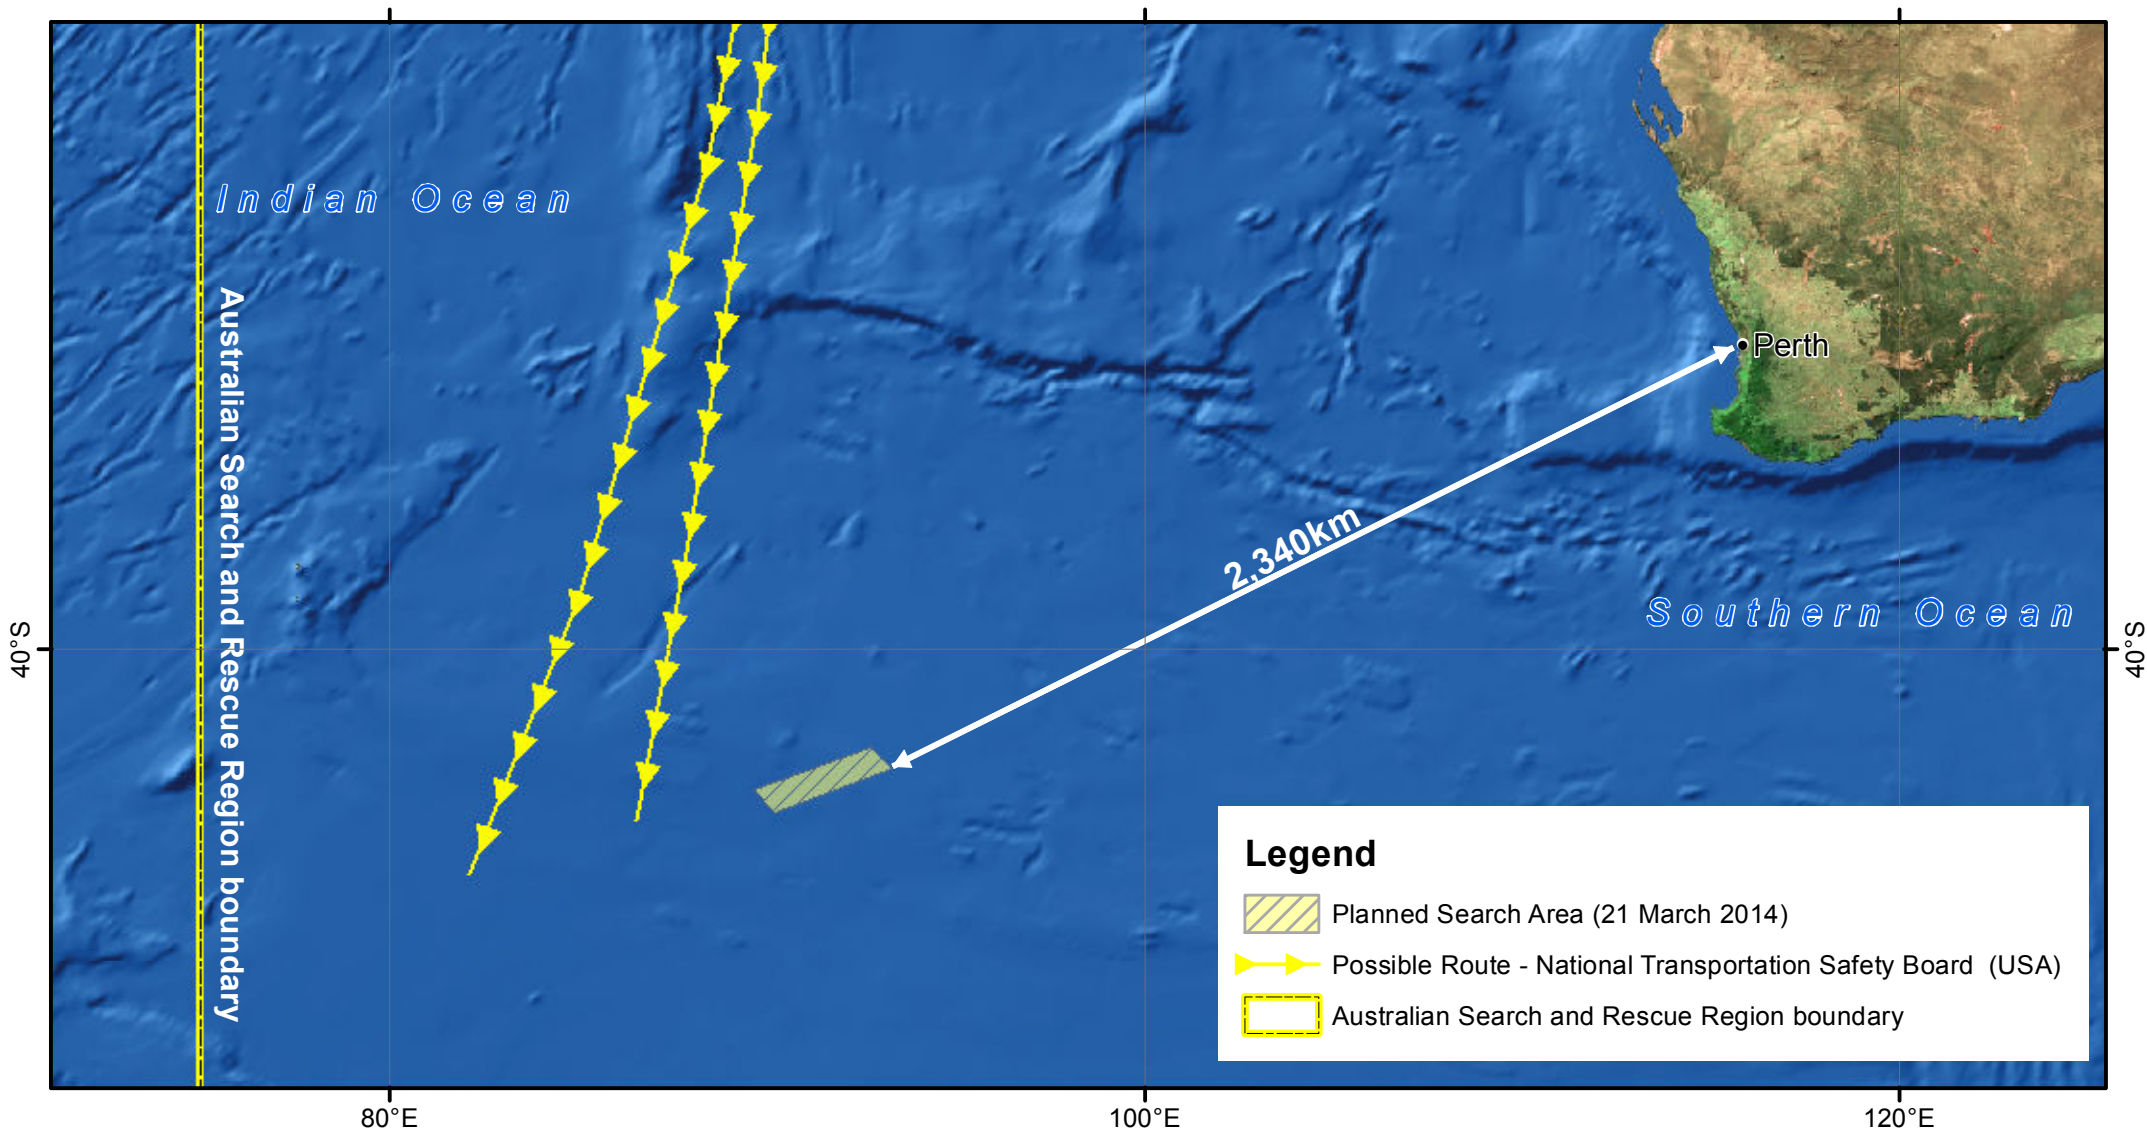 Indian Ocean
Australian Search and Rescue Region boundary
Perth
2,340km
Southern Ocean
40°S
40°S
Legend
Planned Search Area (21 March 2014)
Possible Route - National Transportation Safety Board (USA)
Australian Search and Rescue Region boundary
80°E
100°E
120°E